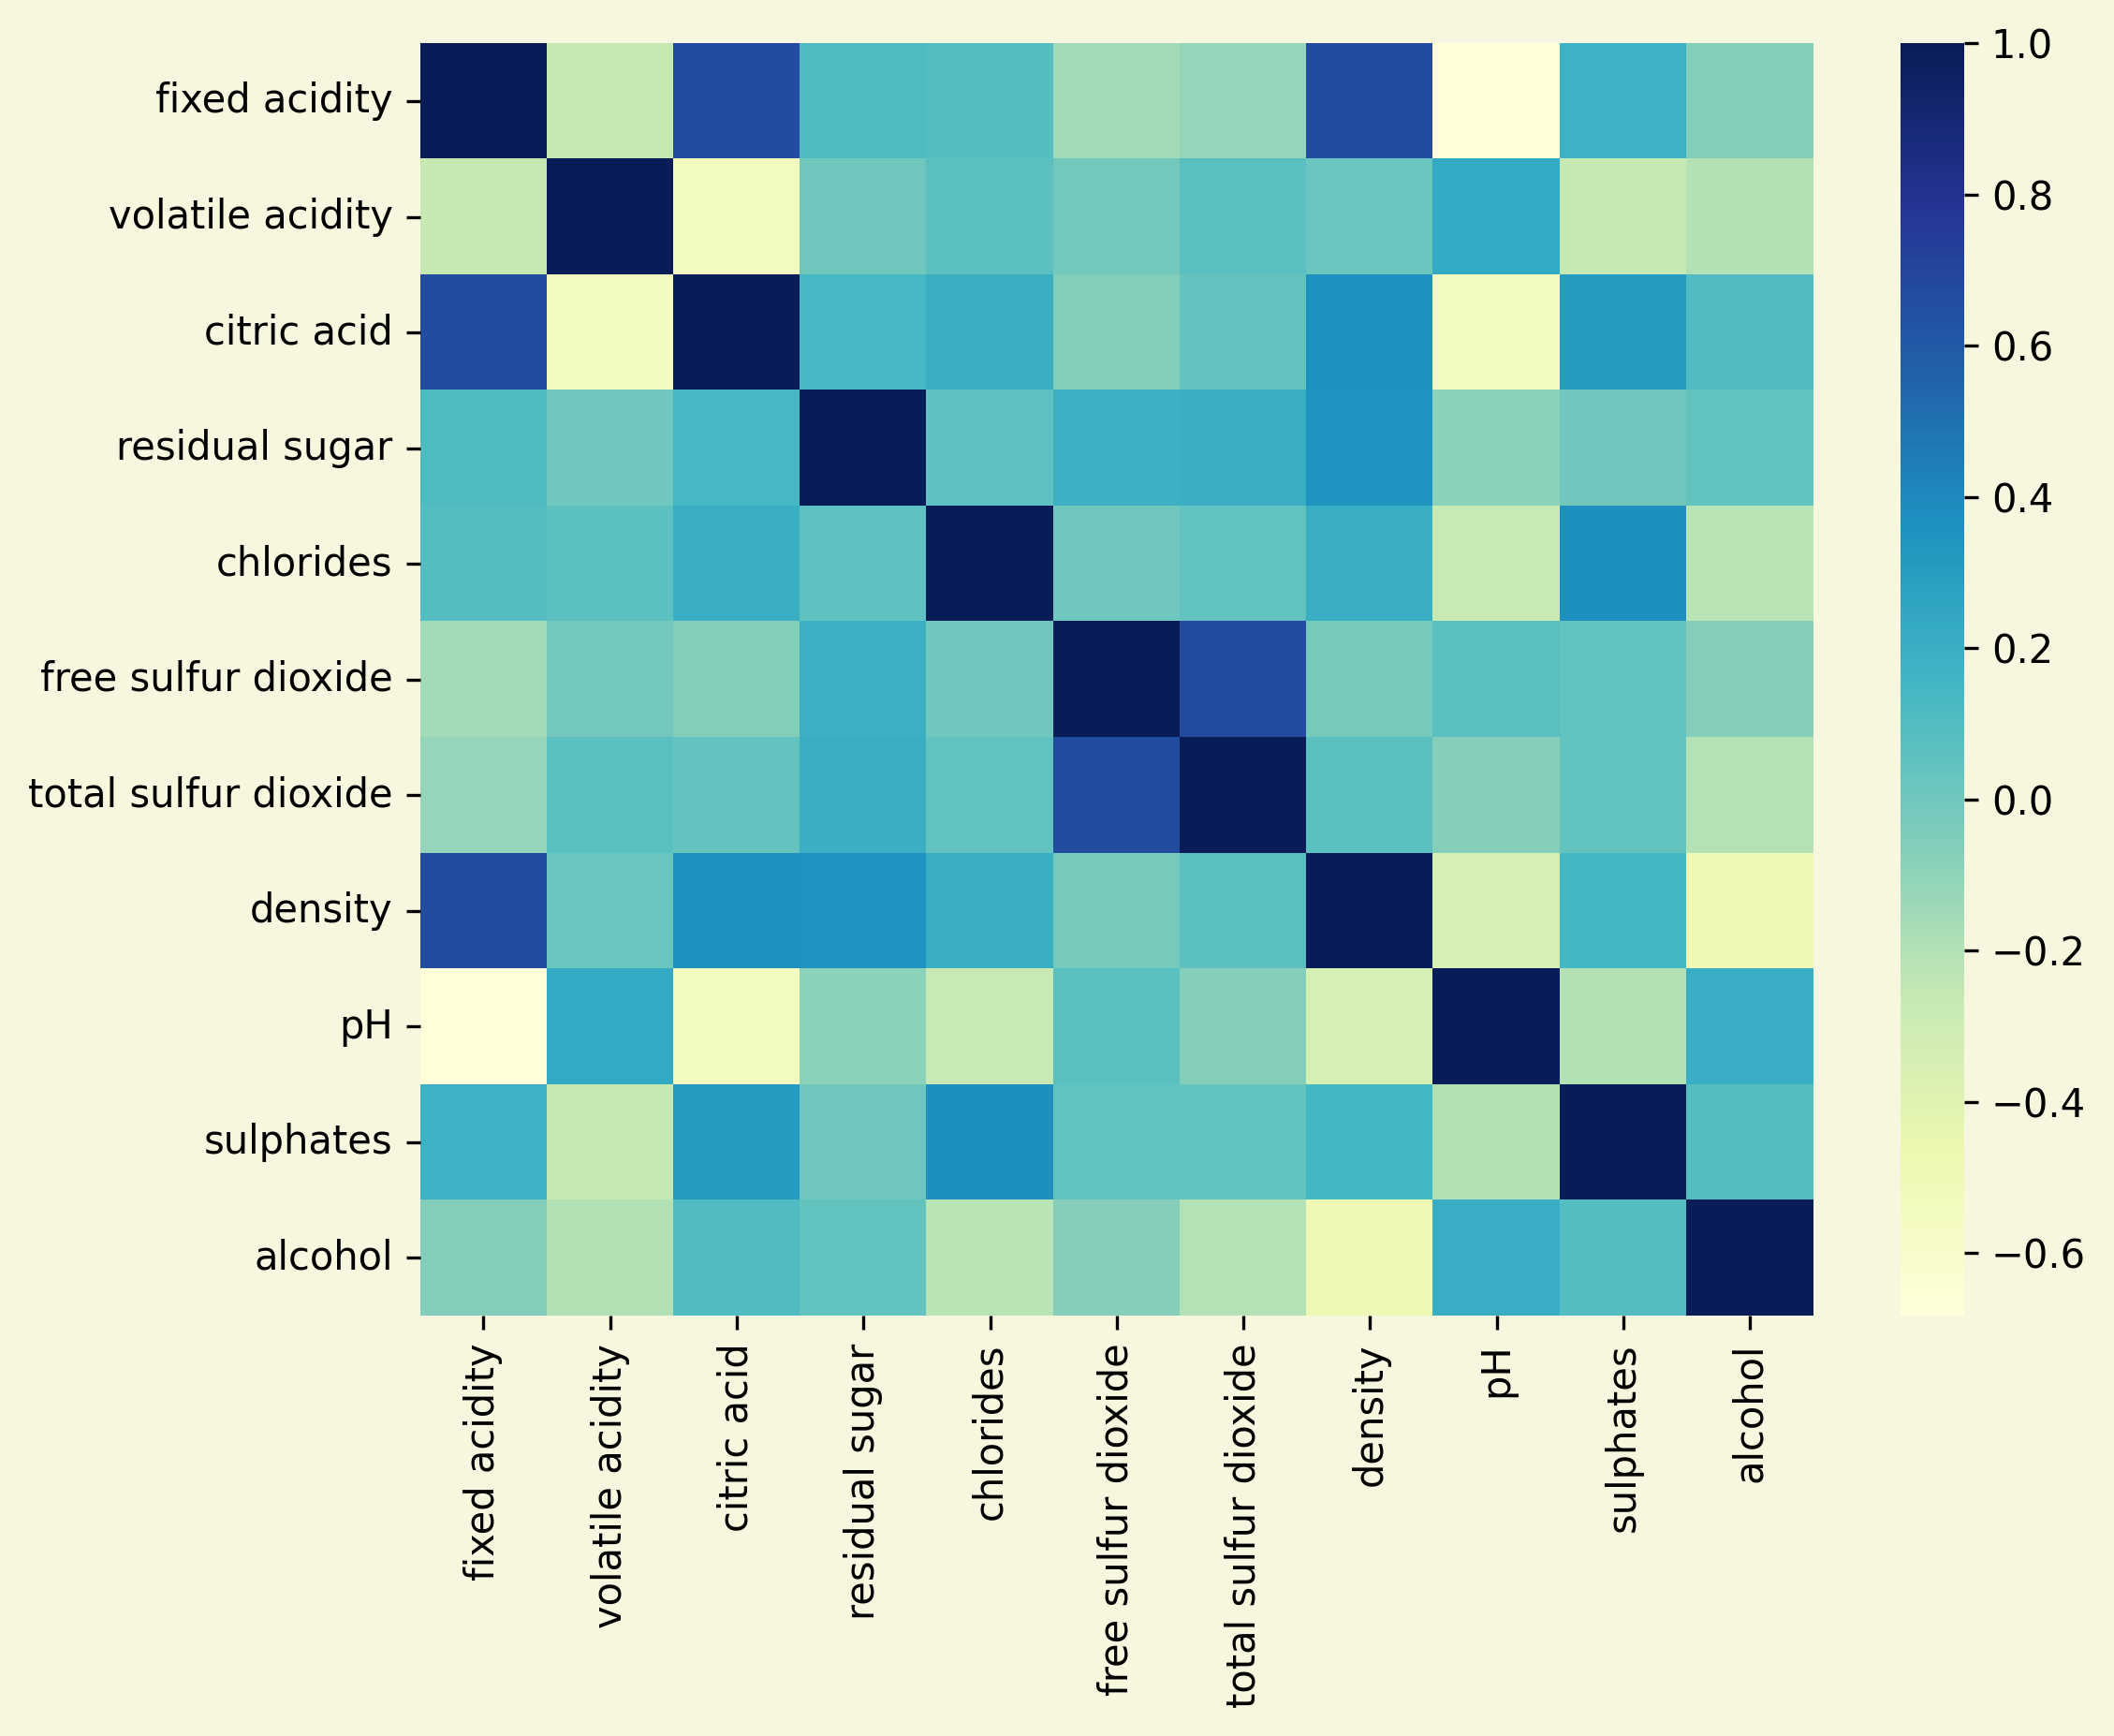 fixed acidity
volatile acidity
citric acid
residual sugar
chlorides
free sulfur dioxide
total sulfur dioxide
density
pH
sulphates
alcohol
fixed acidity
volatile acidity
citric acid
residual sugar
chlorides
free sulfur dioxide
total sulfur dioxide
density
pH
sulphates
alcohol
1.0
0.8
0.6
0.4
0.2
0.0
−0.2
−0.4
−0.6